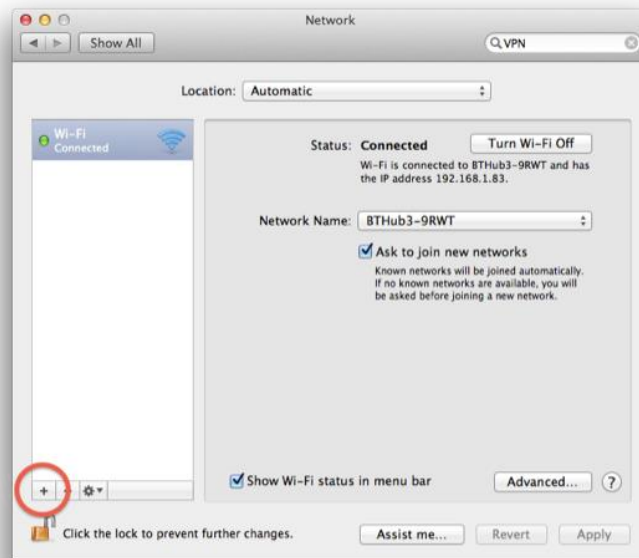 Network
Show All
VPN
Location: Automatic
Wi-Fi
Connected
Status: Connected
Turn Wi-Fi Off
Wi-Fi is connected to BTHub3-9RWT and has
the IP address 192.168.1.83.
Network Name: BTHub3-9RWT
Ask to join new networks
Known networks will be joined automatically.
If no known networks are available, you will
be asked before joining a new network.
+
Show Wi-Fi status in menu bar
Advanced...
?
Click the lock to prevent further changes.
Assist me...
Revert
Apply